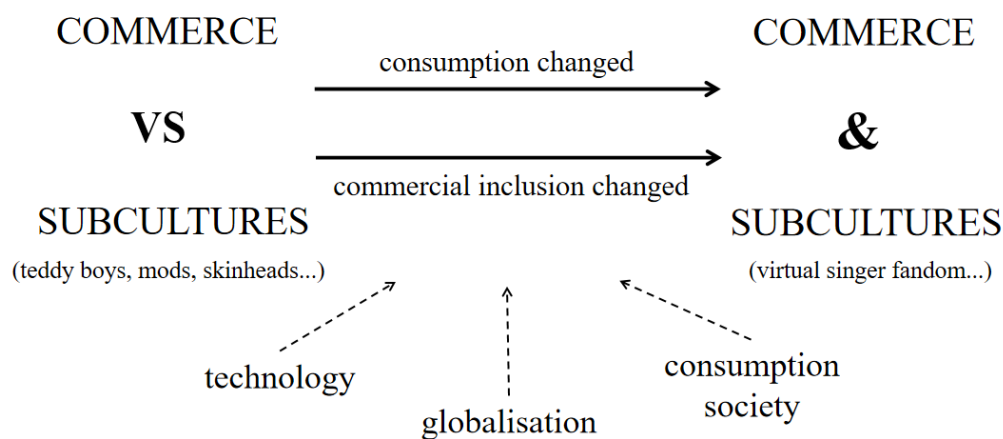 COMMERCE
VS
SUBCULTURES
(teddy boys, mods, skinheads...)
consumption changed
commercial inclusion changed
COMMERCE
&
SUBCULTURES
(virtual singer fandom...)
technology
globalisation
consumption
society